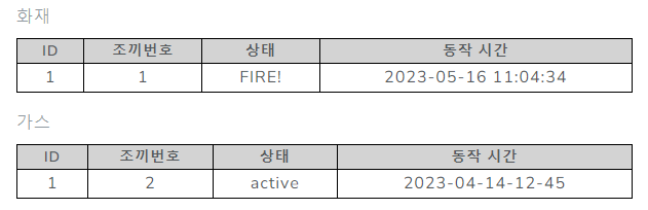 화재
ID 조끼번호 상태 동작 시간
1 1 FIRE! 2023-05-16 11:04:34
가스
ID 조끼번호 상태 동작 시간
1 2 active 2023-04-14-12-45